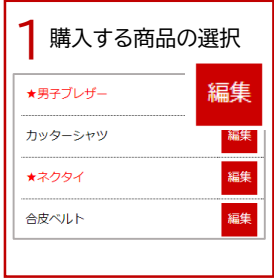 1 購入する商品の選択
★男子ブレザー 編集
カッターシャツ 編集
★ネクタイ 編集
合皮ベルト 編集